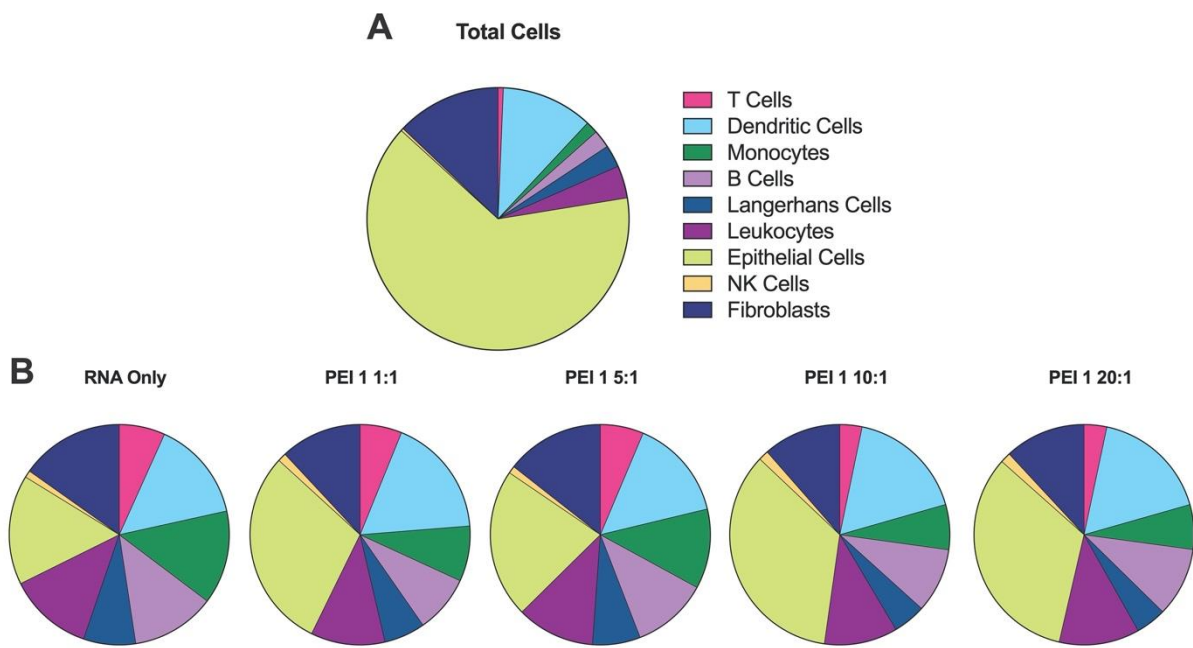 A
Total Cells
T Cells
Dendritic Cells
Monocytes
B Cells
Langerhans Cells
Leukocytes
Epithelial Cells
NK Cells
Fibroblasts
B
RNA Only
PEI 1 1:1
PEI 1 5:1
PEI 1 10:1
PEI 1 20:1